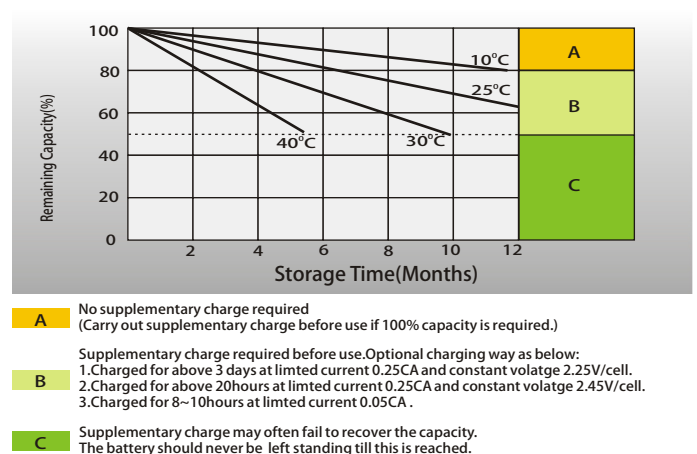 Remaining Capacity(%)
100
80
60
40
20
0
10°C
25°C
30°C
40°C
A
B
C
2 4 6 8 10 12
Storage Time(Months)
A
No supplementary charge required
(Carry out supplementary charge before use if 100% capacity is required.)
B
Supplementary charge required before use.Optional charging way as below:
1.Charged for above 3 days at limted current 0.25CA and constant volatge 2.25V/cell.
2.Charged for above 20hours at limted current 0.25CA and constant volatge 2.45V/cell.
3.Charged for 8~10hours at limted current 0.05CA .
C
Supplementary charge may often fail to recover the capacity.
The battery should never be left standing till this is reached.